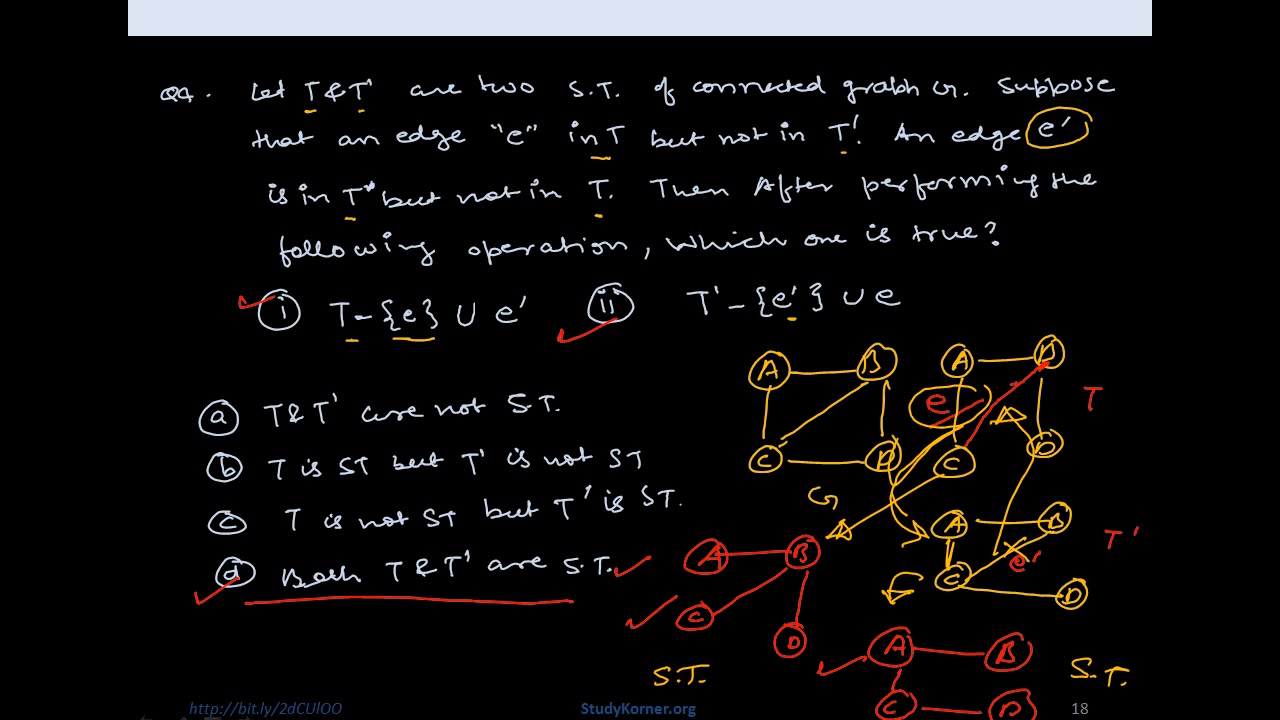 Q4. Let T & T' are two S.T. of connected graph G. Suppose
that an edge "e" in T but not in T'. An edge e'
is in T' but not in T. Then After performing the
following operation, which one is true?
i T - {e} ∪ e' ii T' - {e'} ∪ e
a T & T' are not S.T.
b T is ST but T' is not ST
c T is not ST but T' is ST.
d Both T & T' are S.T.
A B A B
e T
C D C D
G
A B T'
A B e'
C C D
D A B
S.T. S.T.
C D
http://bit.ly/2dCUlOO StudyKorner.org 18